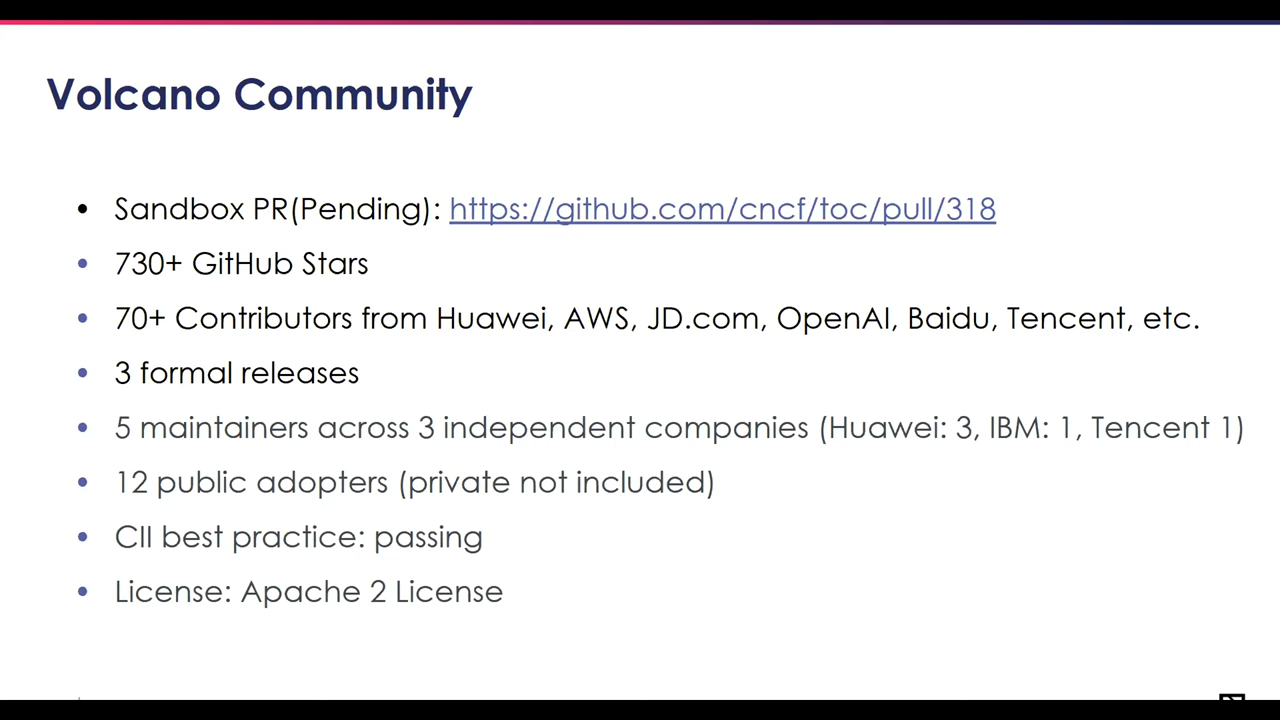 Volcano Community
• Sandbox PR(Pending): https://github.com/cncf/toc/pull/318
• 730+ GitHub Stars
• 70+ Contributors from Huawei, AWS, JD.com, OpenAI, Baidu, Tencent, etc.
• 3 formal releases
• 5 maintainers across 3 independent companies (Huawei: 3, IBM: 1, Tencent 1)
• 12 public adopters (private not included)
• CII best practice: passing
• License: Apache 2 License